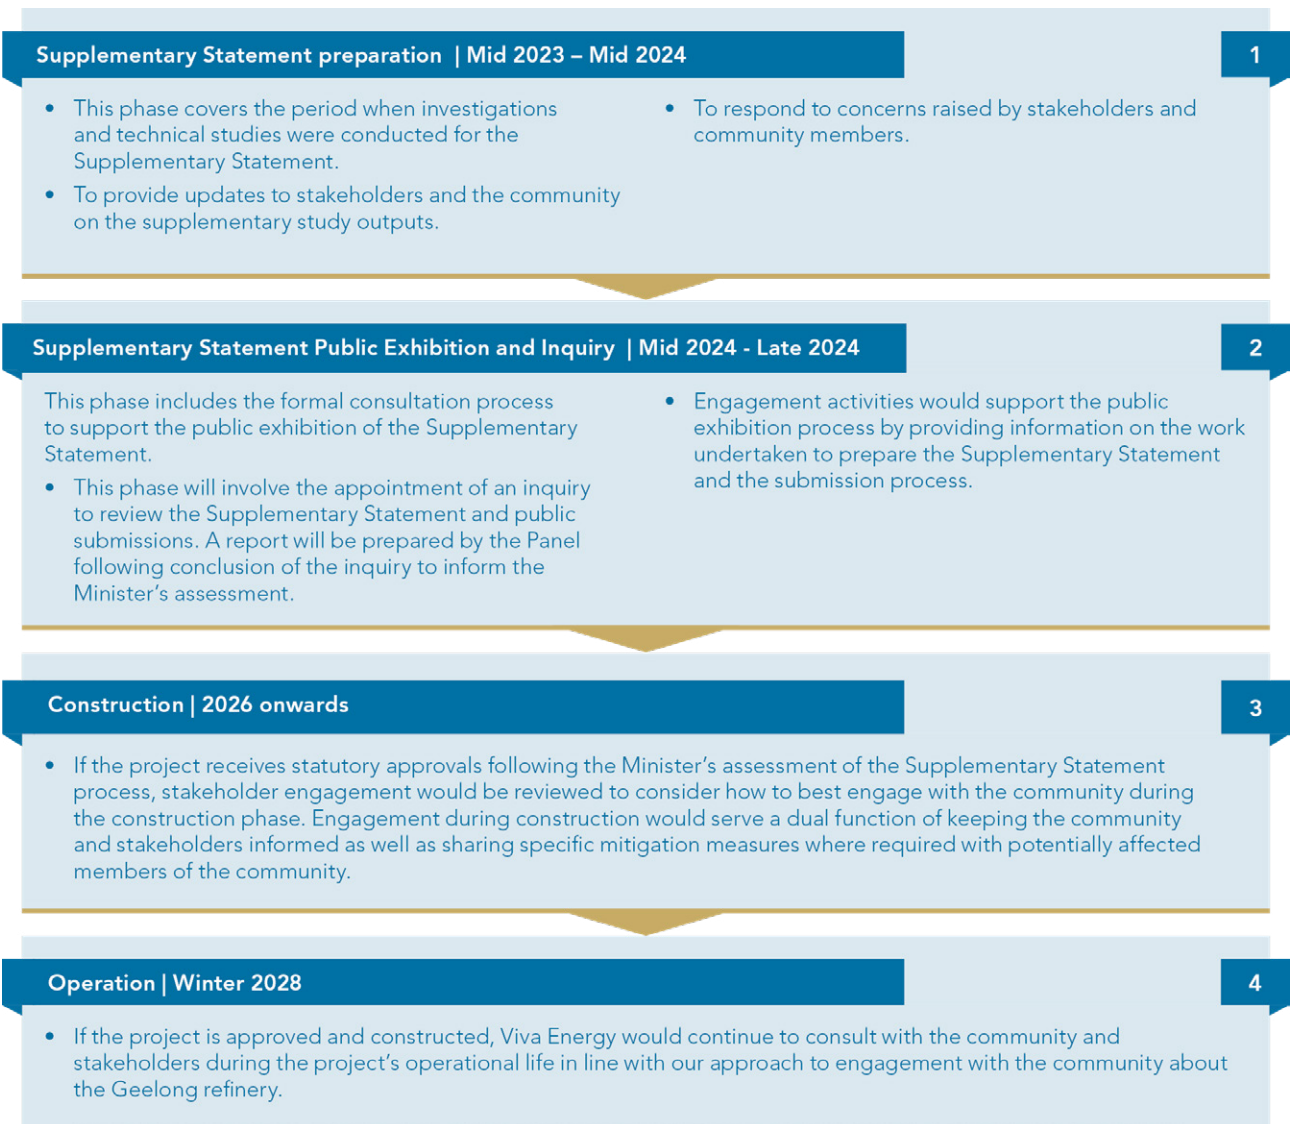 Supplementary Statement preparation | Mid 2023 – Mid 2024
1
• This phase covers the period when investigations
and technical studies were conducted for the
Supplementary Statement.
• To provide updates to stakeholders and the community
on the supplementary study outputs.
• To respond to concerns raised by stakeholders and
community members.
Supplementary Statement Public Exhibition and Inquiry | Mid 2024 - Late 2024
2
This phase includes the formal consultation process
to support the public exhibition of the Supplementary
Statement.
• This phase will involve the appointment of an inquiry
to review the Supplementary Statement and public
submissions. A report will be prepared by the Panel
following conclusion of the inquiry to inform the
Minister’s assessment.
• Engagement activities would support the public
exhibition process by providing information on the work
undertaken to prepare the Supplementary Statement
and the submission process.
Construction | 2026 onwards
3
• If the project receives statutory approvals following the Minister’s assessment of the Supplementary Statement
process, stakeholder engagement would be reviewed to consider how to best engage with the community during
the construction phase. Engagement during construction would serve a dual function of keeping the community
and stakeholders informed as well as sharing specific mitigation measures where required with potentially affected
members of the community.
Operation | Winter 2028
4
• If the project is approved and constructed, Viva Energy would continue to consult with the community and
stakeholders during the project’s operational life in line with our approach to engagement with the community about
the Geelong refinery.